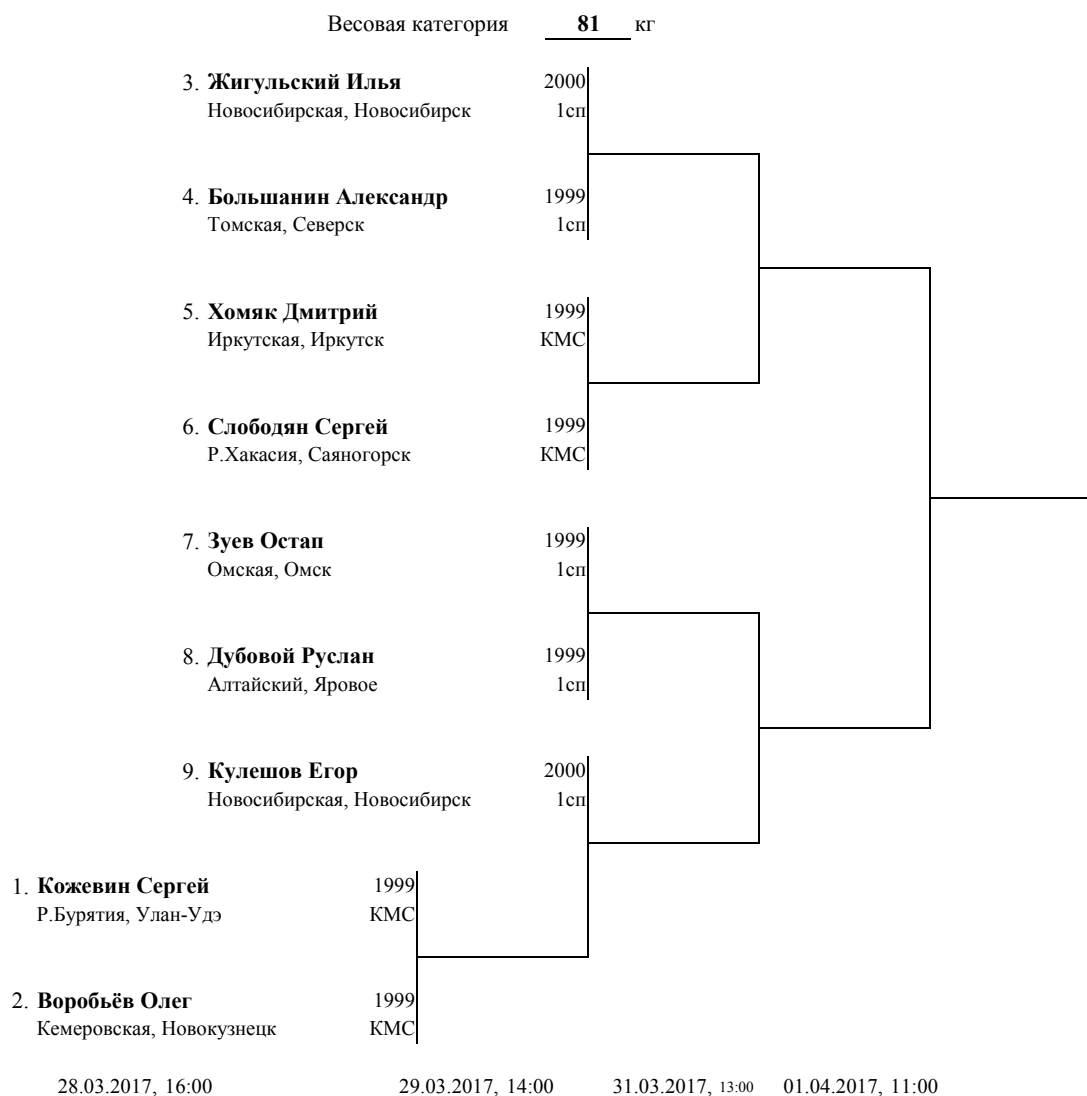 Весовая категория 81 кг
3. Жигульский Илья 2000
Новосибирская, Новосибирск 1сп
4. Большанин Александр 1999
Томская, Северск 1сп
5. Хомяк Дмитрий 1999
Иркутская, Иркутск КМС
6. Слободян Сергей 1999
Р.Хакасия, Саяногорск КМС
7. Зуев Остап 1999
Омская, Омск 1сп
8. Дубовой Руслан 1999
Алтайский, Яровое 1сп
9. Кулешов Егор 2000
Новосибирская, Новосибирск 1сп
1. Кожевин Сергей 1999
Р.Бурятия, Улан-Удэ КМС
2. Воробьёв Олег 1999
Кемеровская, Новокузнецк КМС
28.03.2017, 16:00 29.03.2017, 14:00 31.03.2017, 13:00 01.04.2017, 11:00